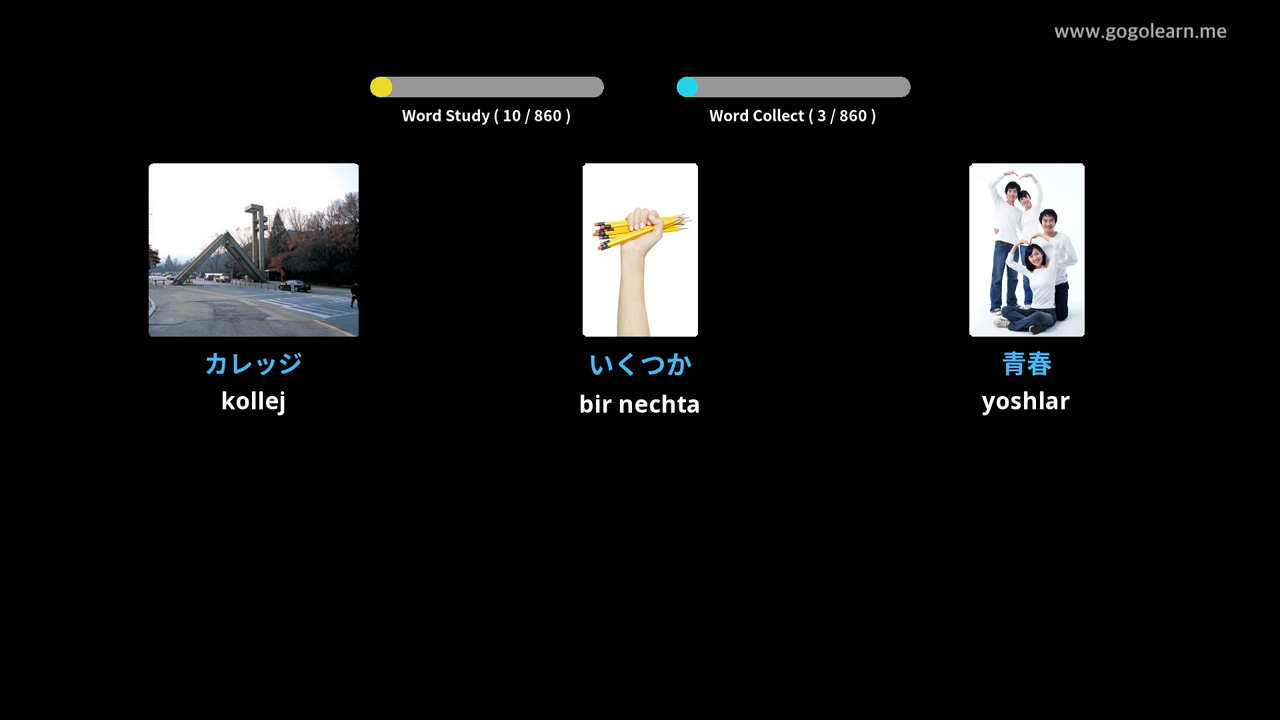 www.gogolearn.me
Word Study ( 10 / 860 )
Word Collect ( 3 / 860 )
カレッジ
kollej
いくつか
bir nechta
青春
yoshlar